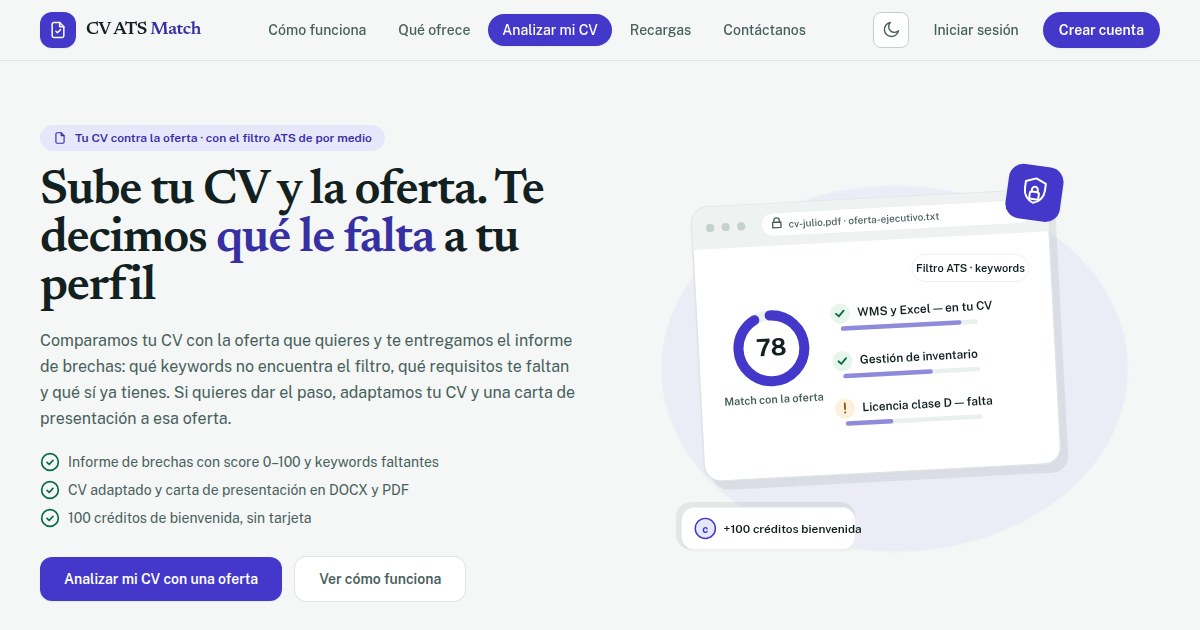 CV ATS Match
Cómo funciona
Qué ofrece
Analizar mi CV
Recargas
Contáctanos
Iniciar sesión
Crear cuenta
Tu CV contra la oferta · con el filtro ATS de por medio
Sube tu CV y la oferta. Te
decimos qué le falta a tu
perfil
Comparamos tu CV con la oferta que quieres y te entregamos el informe
de brechas: qué keywords no encuentra el filtro, qué requisitos te faltan
y qué sí ya tienes. Si quieres dar el paso, adaptamos tu CV y una carta de
presentación a esa oferta.
Informe de brechas con score 0–100 y keywords faltantes
CV adaptado y carta de presentación en DOCX y PDF
100 créditos de bienvenida, sin tarjeta
Analizar mi CV con una oferta
Ver cómo funciona
cv-julio.pdf · oferta-ejecutivo.txt
Filtro ATS · keywords
78
Match con la oferta
WMS y Excel — en tu CV
Gestión de inventario
! Licencia clase D — falta
c +100 créditos bienvenida